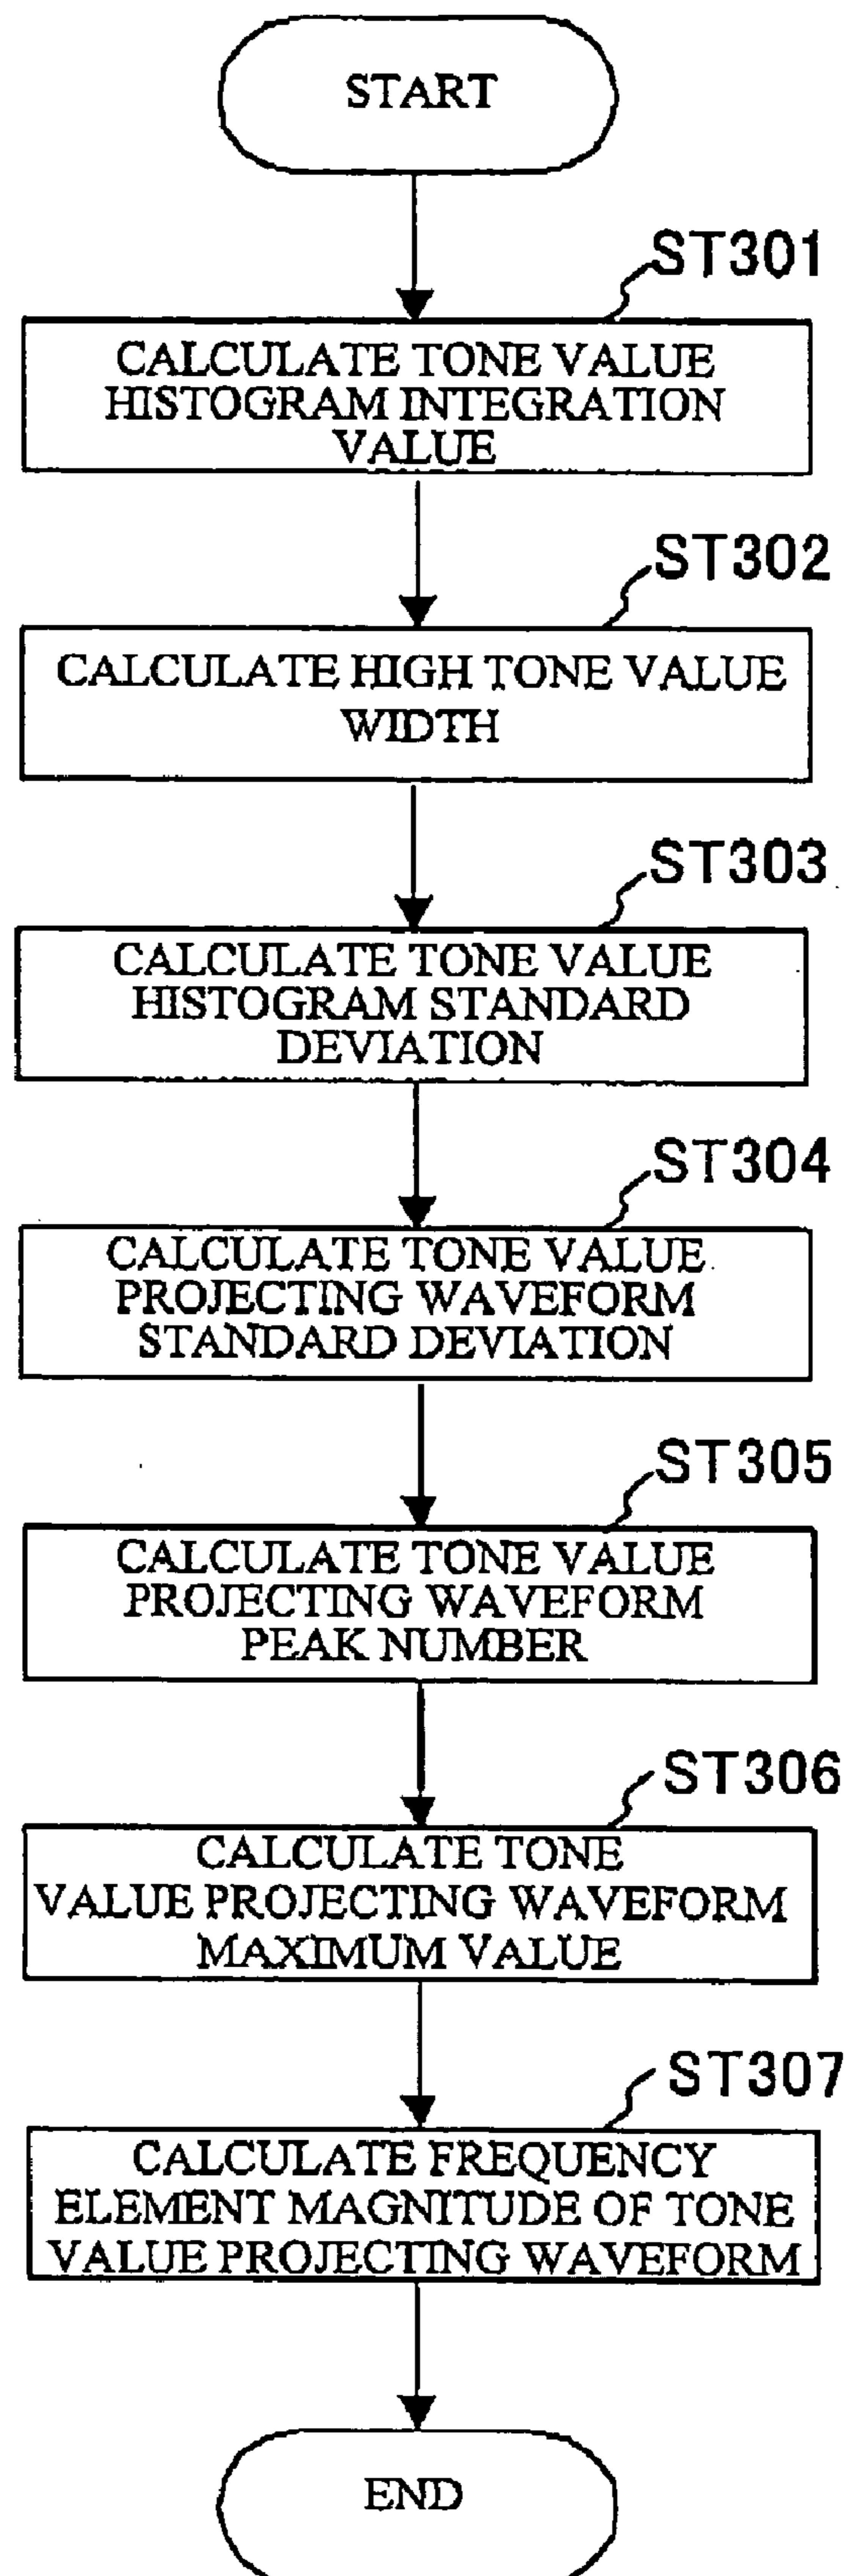 START
ST301
CALCULATE TONE VALUE
HISTOGRAM INTEGRATION
VALUE
ST302
CALCULATE HIGH TONE VALUE
WIDTH
ST303
CALCULATE TONE VALUE
HISTOGRAM STANDARD
DEVIATION
ST304
CALCULATE TONE VALUE
PROJECTING WAVEFORM
STANDARD DEVIATION
ST305
CALCULATE TONE VALUE
PROJECTING WAVEFORM
PEAK NUMBER
ST306
CALCULATE TONE
VALUE PROJECTING WAVEFORM
MAXIMUM VALUE
ST307
CALCULATE FREQUENCY
ELEMENT MAGNITUDE OF TONE
VALUE PROJECTING WAVEFORM
END